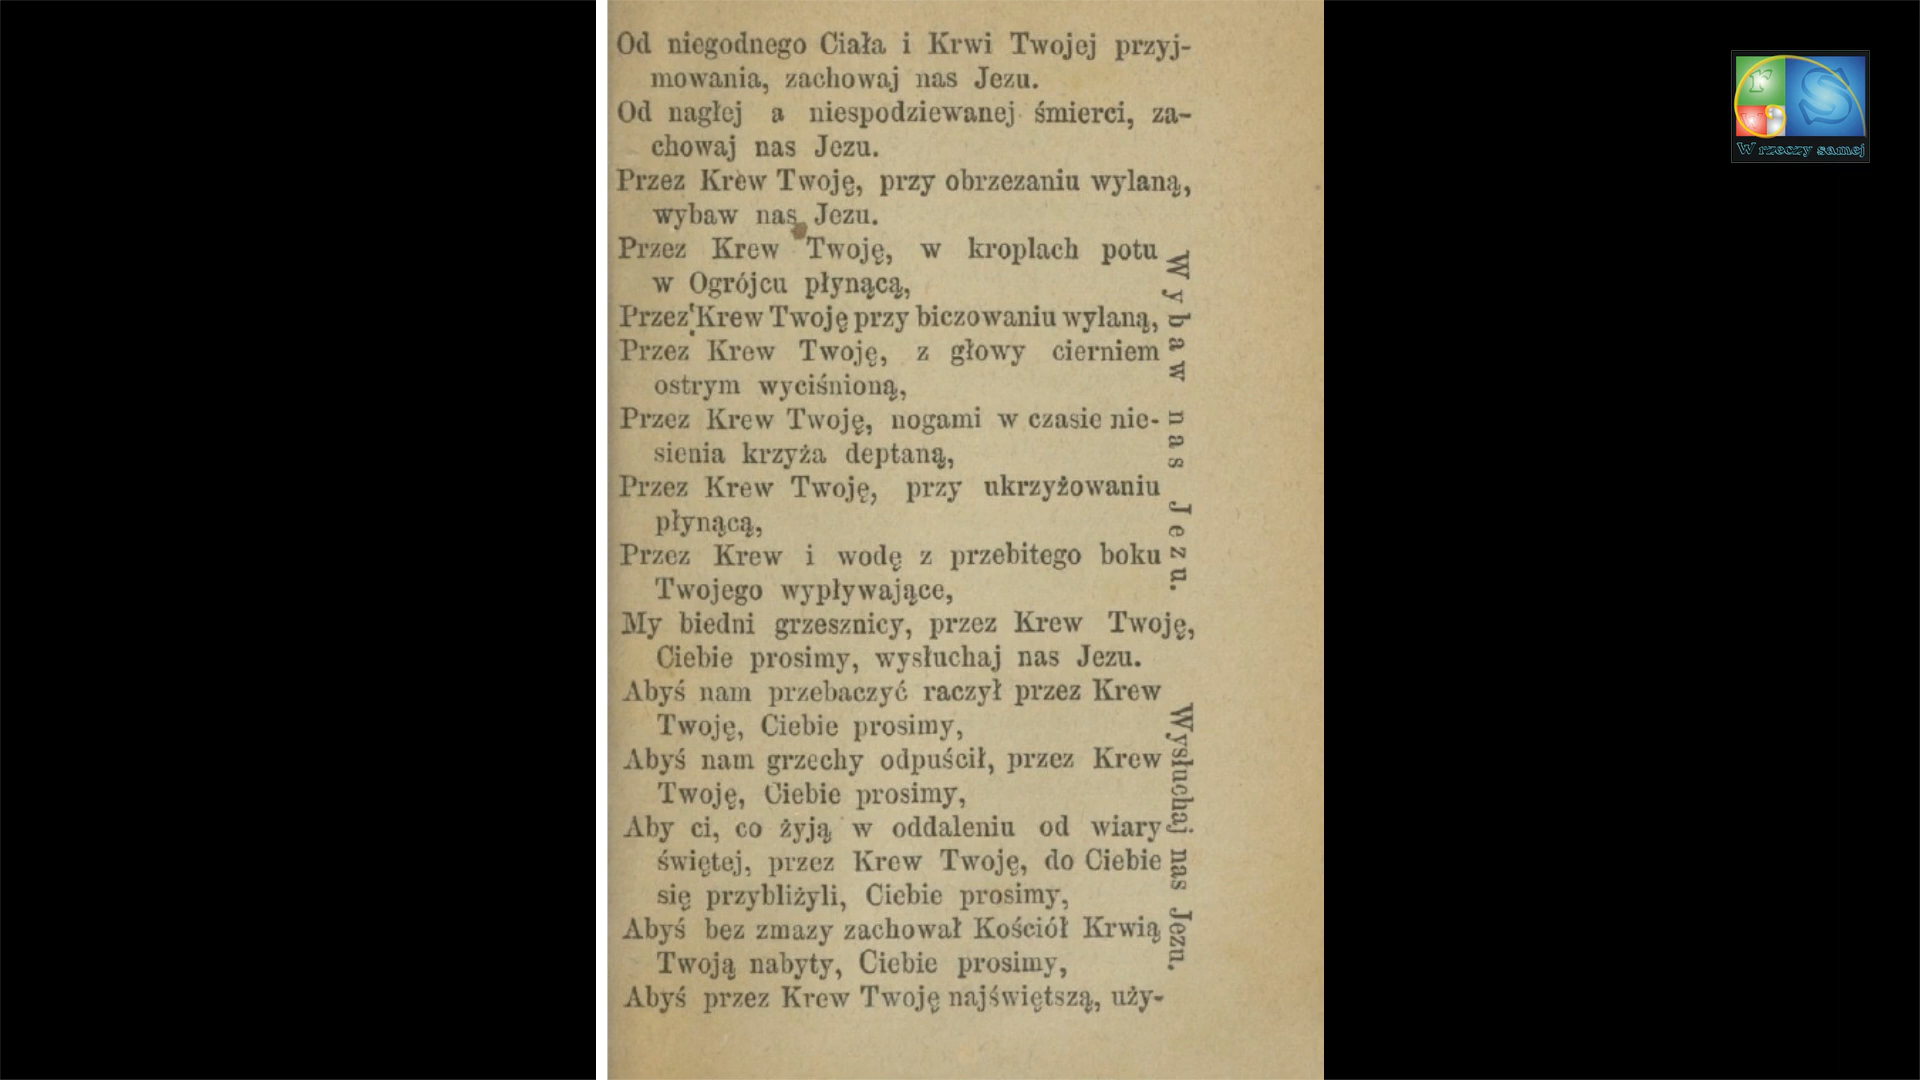 Od niegodnego Ciała i Krwi Twojej przyj-
mowania, zachowaj nas Jezu.
Od nagłej a niespodziewanej śmierci, za-
chowaj nas Jezu.
Przez Krew Twoję, przy obrzezaniu wylaną,
wybaw nas Jezu.
Przez Krew Twoję, w kroplach potu
w Ogrójcu płynącą,
Przez Krew Twoję przy biczowaniu wylaną,
Przez Krew Twoję, z głowy cierniem
ostrym wyciśnioną,
Przez Krew Twoję, nogami w czasie nie-
sienia krzyża deptaną,
Przez Krew Twoję, przy ukrzyżowaniu
płynącą,
Przez Krew i wodę z przebitego boku
Twojego wypływające,
Wybaw nas Jezu.
My biedni grzesznicy, przez Krew Twoję,
Ciebie prosimy, wysłuchaj nas Jezu.
Abyś nam przebaczyć raczył przez Krew
Twoję, Ciebie prosimy,
Abyś nam grzechy odpuścił, przez Krew
Twoję, Ciebie prosimy,
Aby ci, co żyją w oddaleniu od wiary
świętej, przez Krew Twoję, do Ciebie
się przybliżyli, Ciebie prosimy,
Abyś bez zmazy zachował Kościół Krwią
Twoją nabyty, Ciebie prosimy,
Abyś przez Krew Twoję najświętszą, uży-
Wysłuchaj nas Jezu.
r S
W rzeczy samej